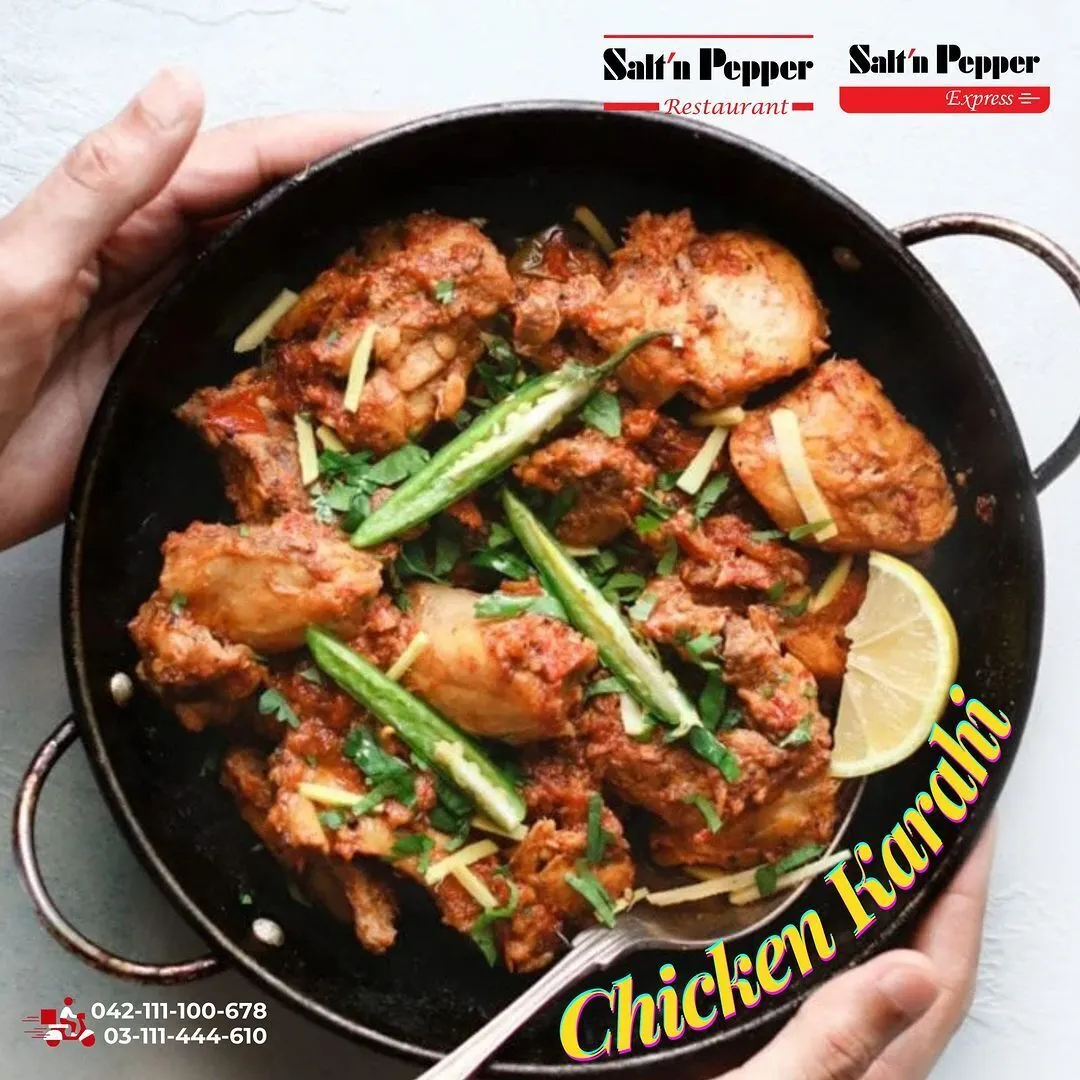 Salt'n Pepper
Restaurant
Salt'n Pepper
Express
Chicken Karahi
042-111-100-678
03-111-444-610